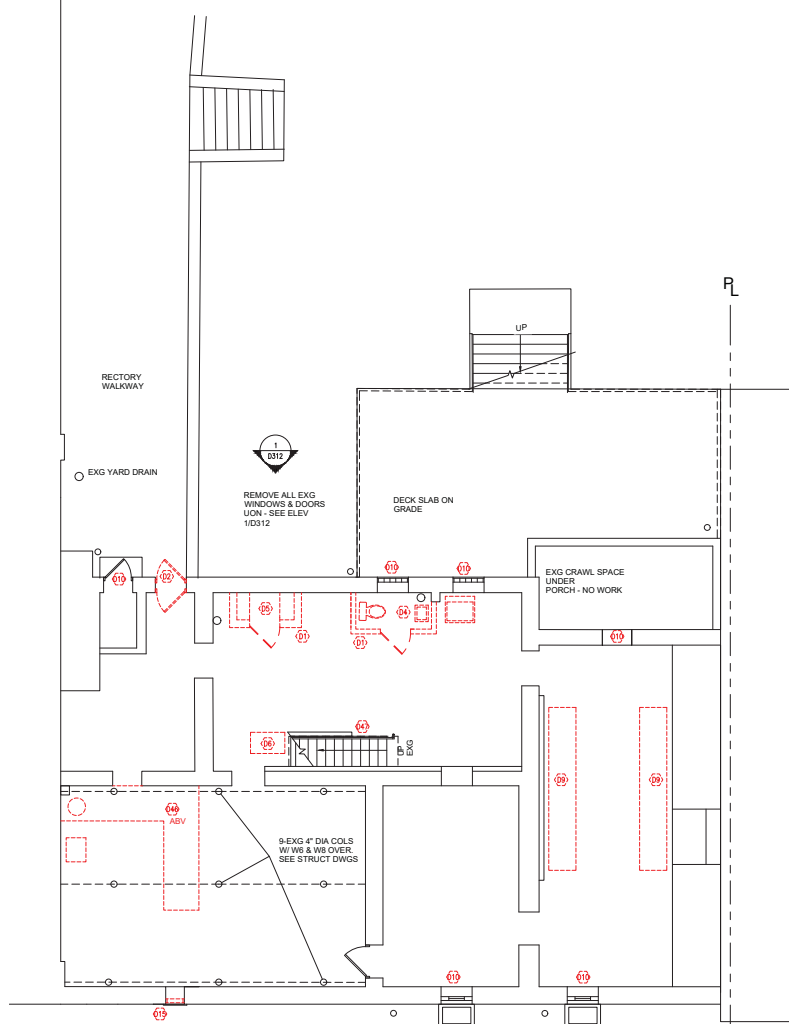 PL
UP
RECTORY
WALKWAY
1
D312
EXG YARD DRAIN
REMOVE ALL EXG
WINDOWS & DOORS
UON - SEE ELEV
1/D312
DECK SLAB ON
GRADE
D10
D2
D10
D10
EXG CRAWL SPACE
UNDER
PORCH - NO WORK
D5
D4
D1
D1
D10
D47
D6
UP
EXG
D9
D9
D46
ABV
9-EXG 4" DIA COLS
W/ W6 & W8 OVER.
SEE STRUCT DWGS
D10
D10
D15